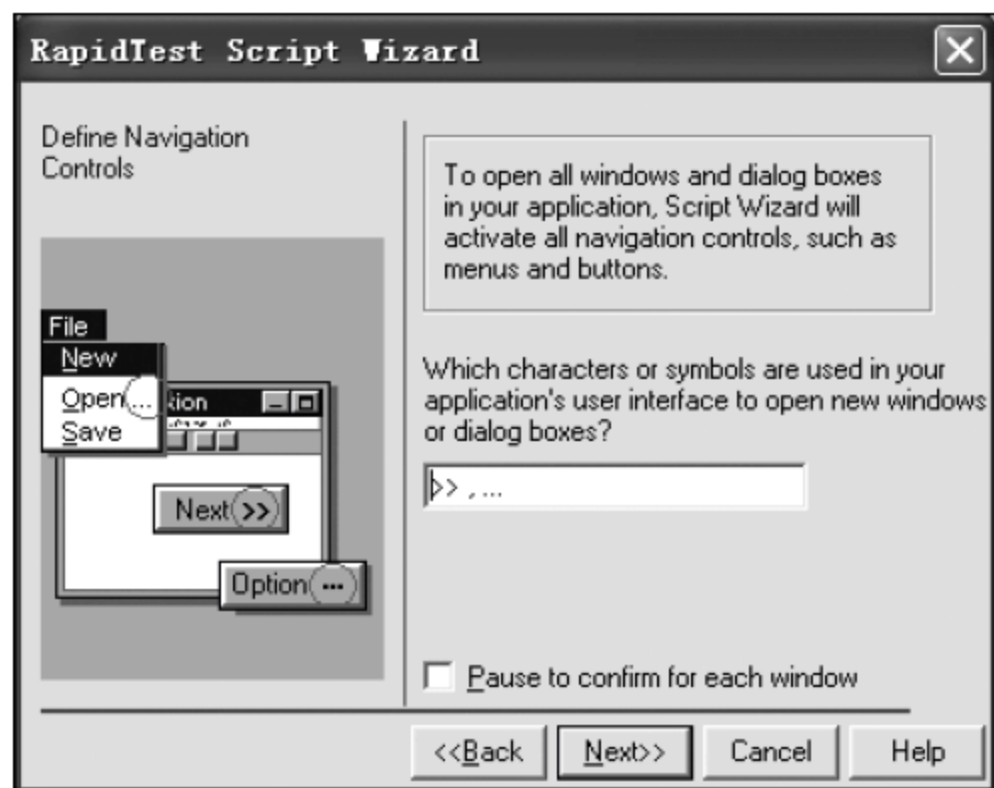 RapidTest Script Wizard
Define Navigation
Controls
File
New
Open...
Save
Next >>
Option ...
To open all windows and dialog boxes
in your application, Script Wizard will
activate all navigation controls, such as
menus and buttons.
Which characters or symbols are used in your
application's user interface to open new windows
or dialog boxes?
>> , ...
Pause to confirm for each window
<<Back
Next>>
Cancel
Help